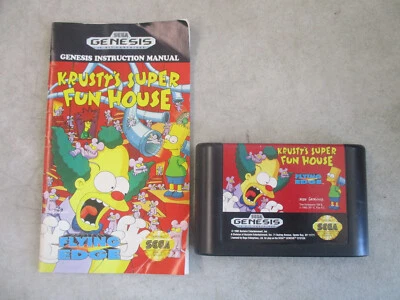 SEGA
GENESIS
GENESIS INSTRUCTION MANUAL
KRUSTY'S SUPER
FUN HOUSE
FLYING
EDGE
SEGA
KRUSTY'S SUPER
FUN HOUSE
FLYING
EDGE
SEGA
GENESIS
SEGA